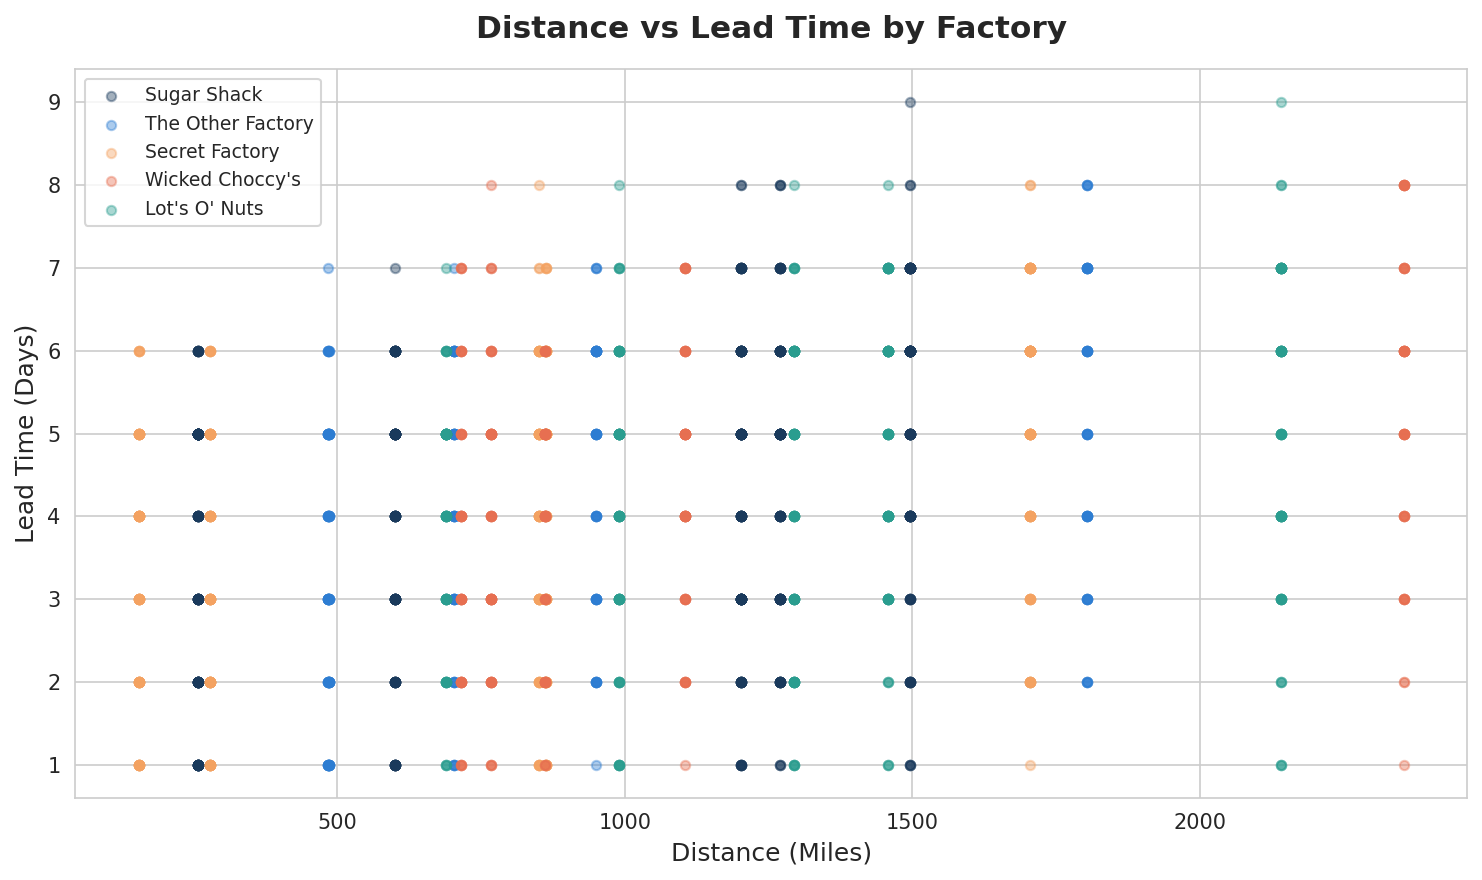 Distance vs Lead Time by Factory
Sugar Shack
The Other Factory
Secret Factory
Wicked Choccy's
Lot's O' Nuts
Lead Time (Days)
9
8
7
6
5
4
3
2
1
500 1000 1500 2000
Distance (Miles)